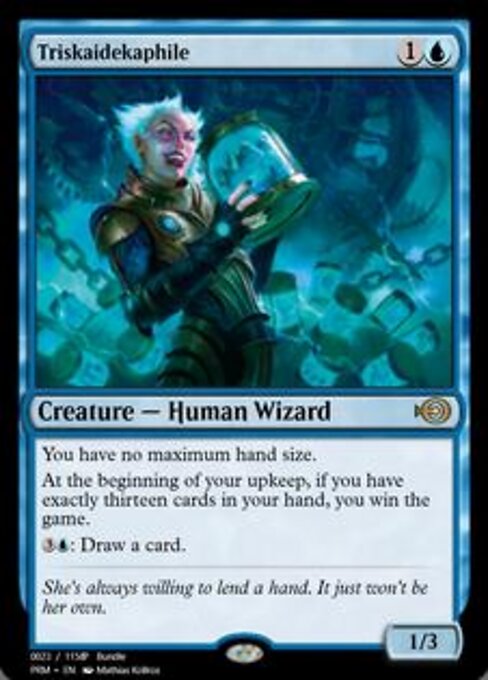 Triskaidekaphile 1
Creature — Human Wizard
You have no maximum hand size.
At the beginning of your upkeep, if you have
exactly thirteen cards in your hand, you win the
game.
3: Draw a card.
She's always willing to lend a hand. It just won't be
her own.
1/3
Bundle
PRM • EN Mathias Kollros